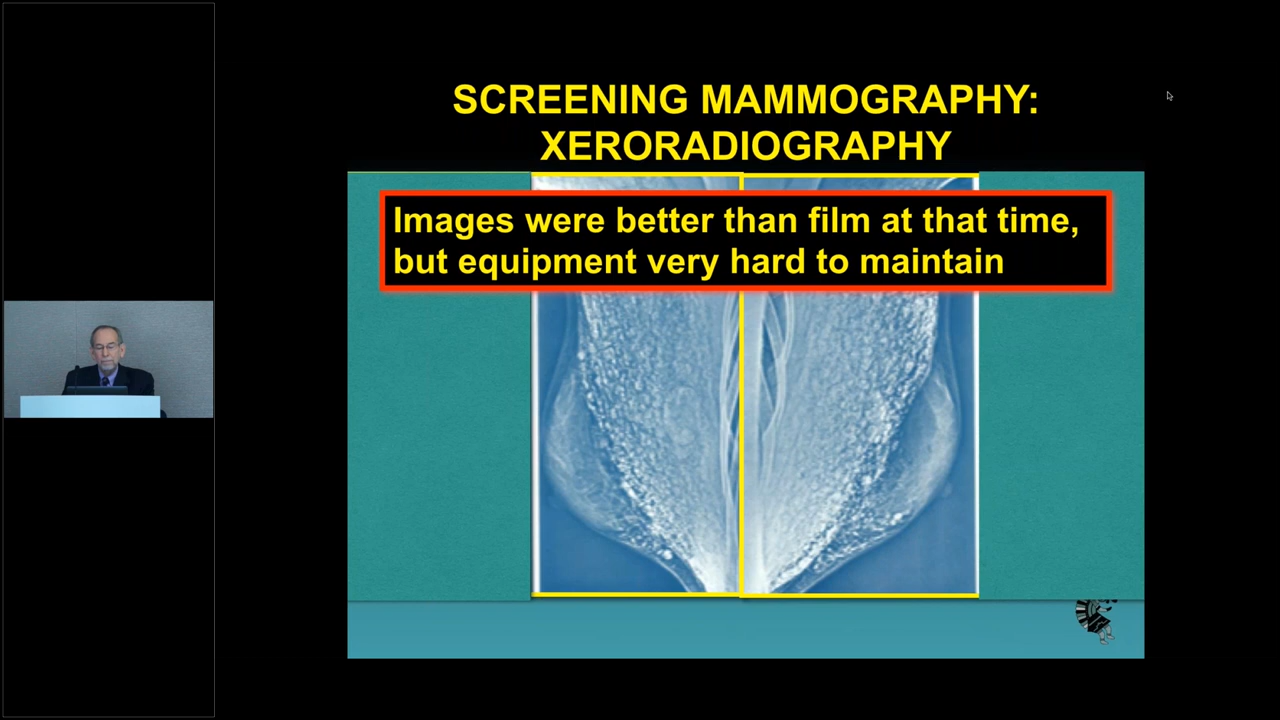 SCREENING MAMMOGRAPHY:
XERORADIOGRAPHY
Images were better than film at that time,
but equipment very hard to maintain